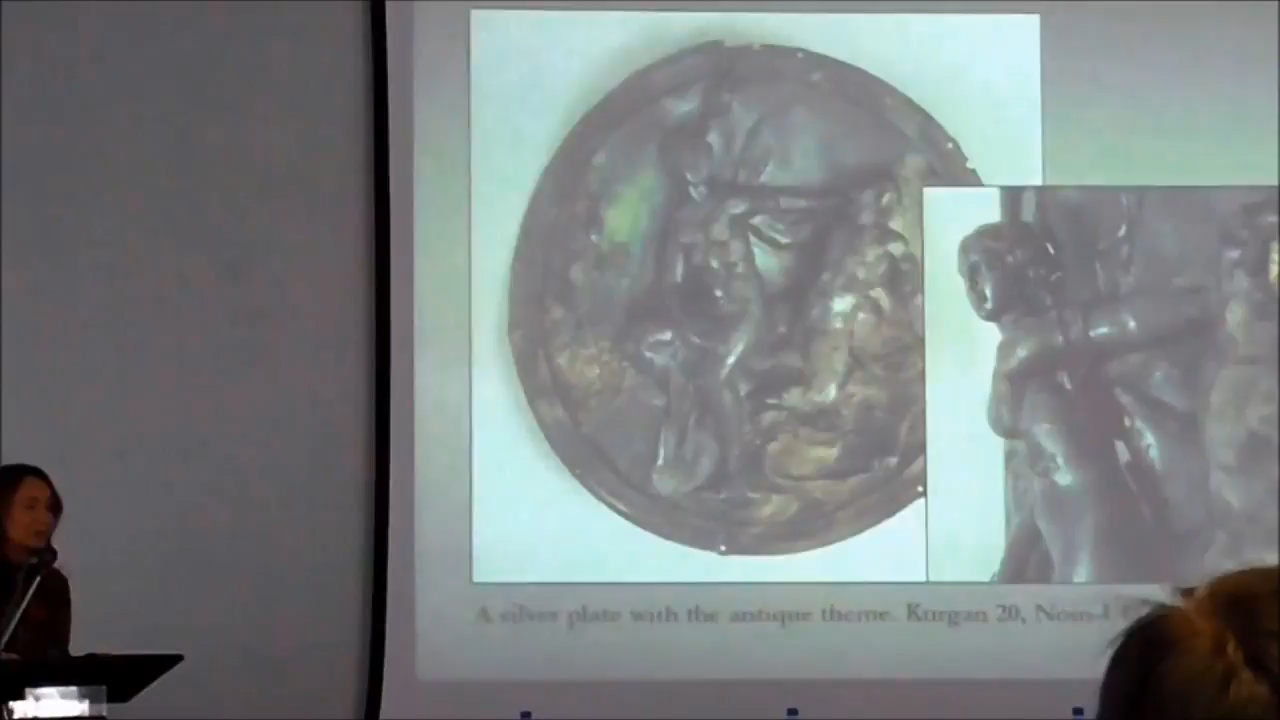 A silver plate with the antique theme. Kurgan 20,